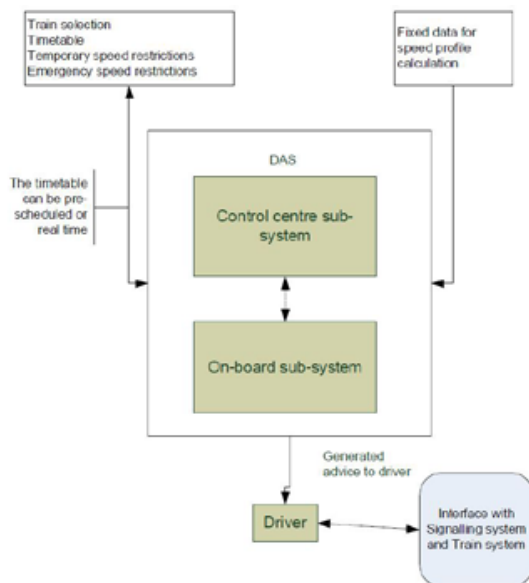 Train selection
Timetable
Temporary speed restrictions
Emergency speed restrictions
Fixed data for
speed profile
calculation
The timetable
can be pre-
scheduled or
real time
DAS
Control centre sub-
system
On-board sub-system
Generated
advice to driver
Driver
Interface with
Signalling system
and Train system